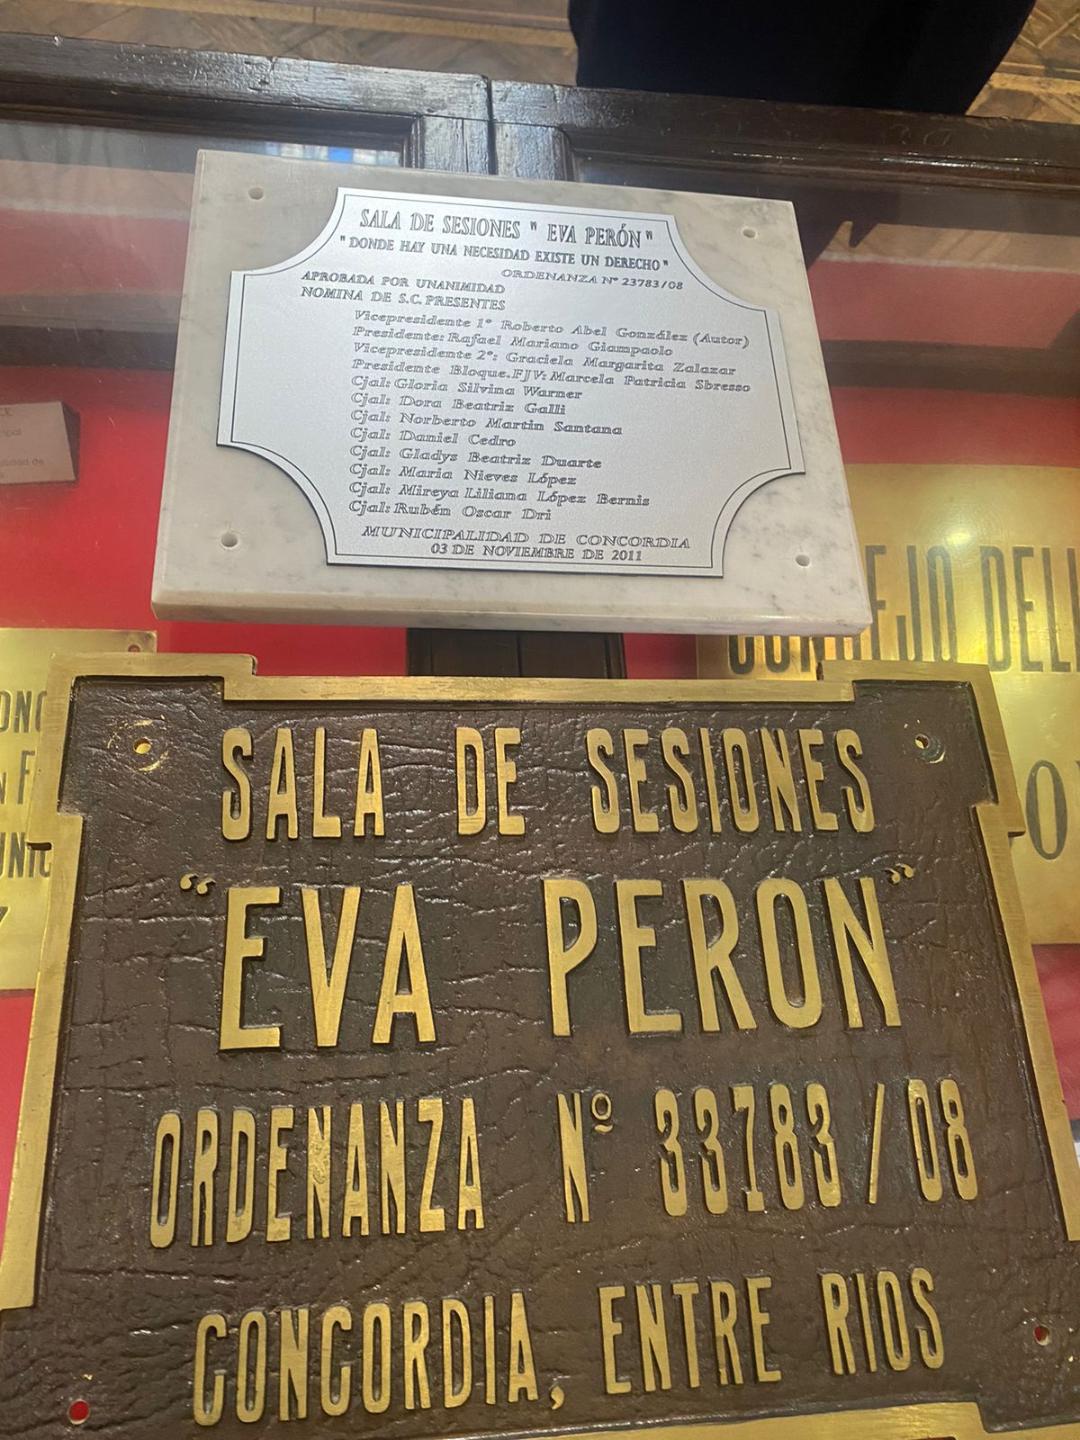 SALA DE SESIONES " EVA PERÓN "
" DONDE HAY UNA NECESIDAD EXISTE UN DERECHO "
ORDENANZA Nº 23783/08
APROBADA POR UNANIMIDAD
NOMINA DE S.C. PRESENTES
Vicepresidente 1º Roberto Abel González (Autor)
Presidente: Rafael Mariano Giampaolo
Vicepresidente 2º: Graciela Margarita Zalazar
Presidente Bloque.FJV: Marcela Patricia Sbresso
Cjal: Gloria Silvina Warner
Cjal: Dora Beatriz Galli
Cjal: Norberto Martin Santana
Cjal: Daniel Cedro
Cjal: Gladys Beatriz Duarte
Cjal: Maria Nieves López
Cjal: Mireya Liliana López Bernis
Cjal: Rubén Oscar Dri
MUNICIPALIDAD DE CONCORDIA
03 DE NOVIEMBRE DE 2011
SALA DE SESIONES
“EVA PERON”
ORDENANZA Nº 33783/08
CONCORDIA, ENTRE RIOS